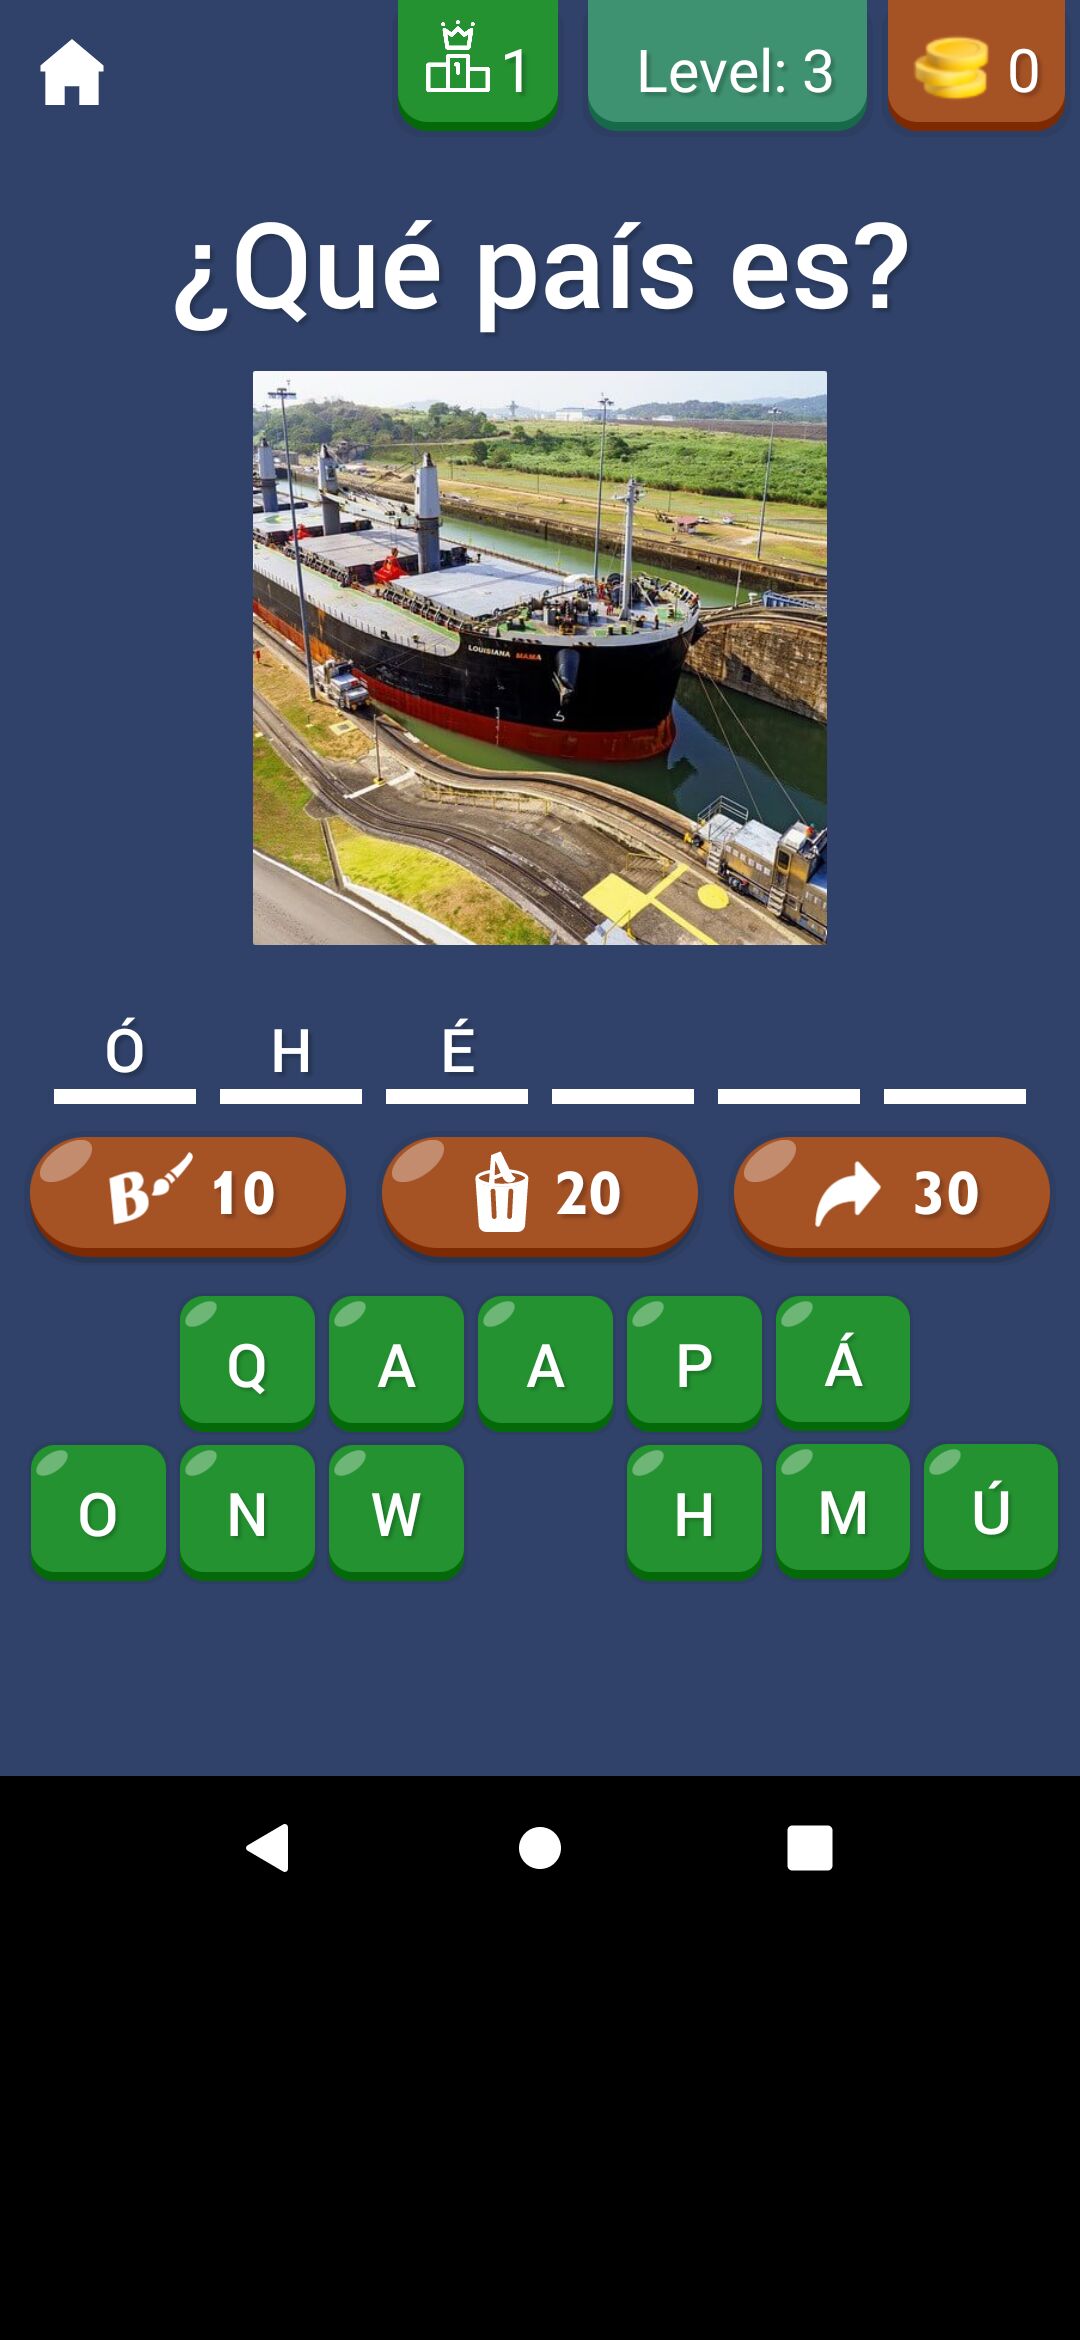 1 Level: 3 0
¿Qué país es?
LOUISIANA MAMA
Ó H É
B 10 20 30
Q A A P Á
O N W H M Ú